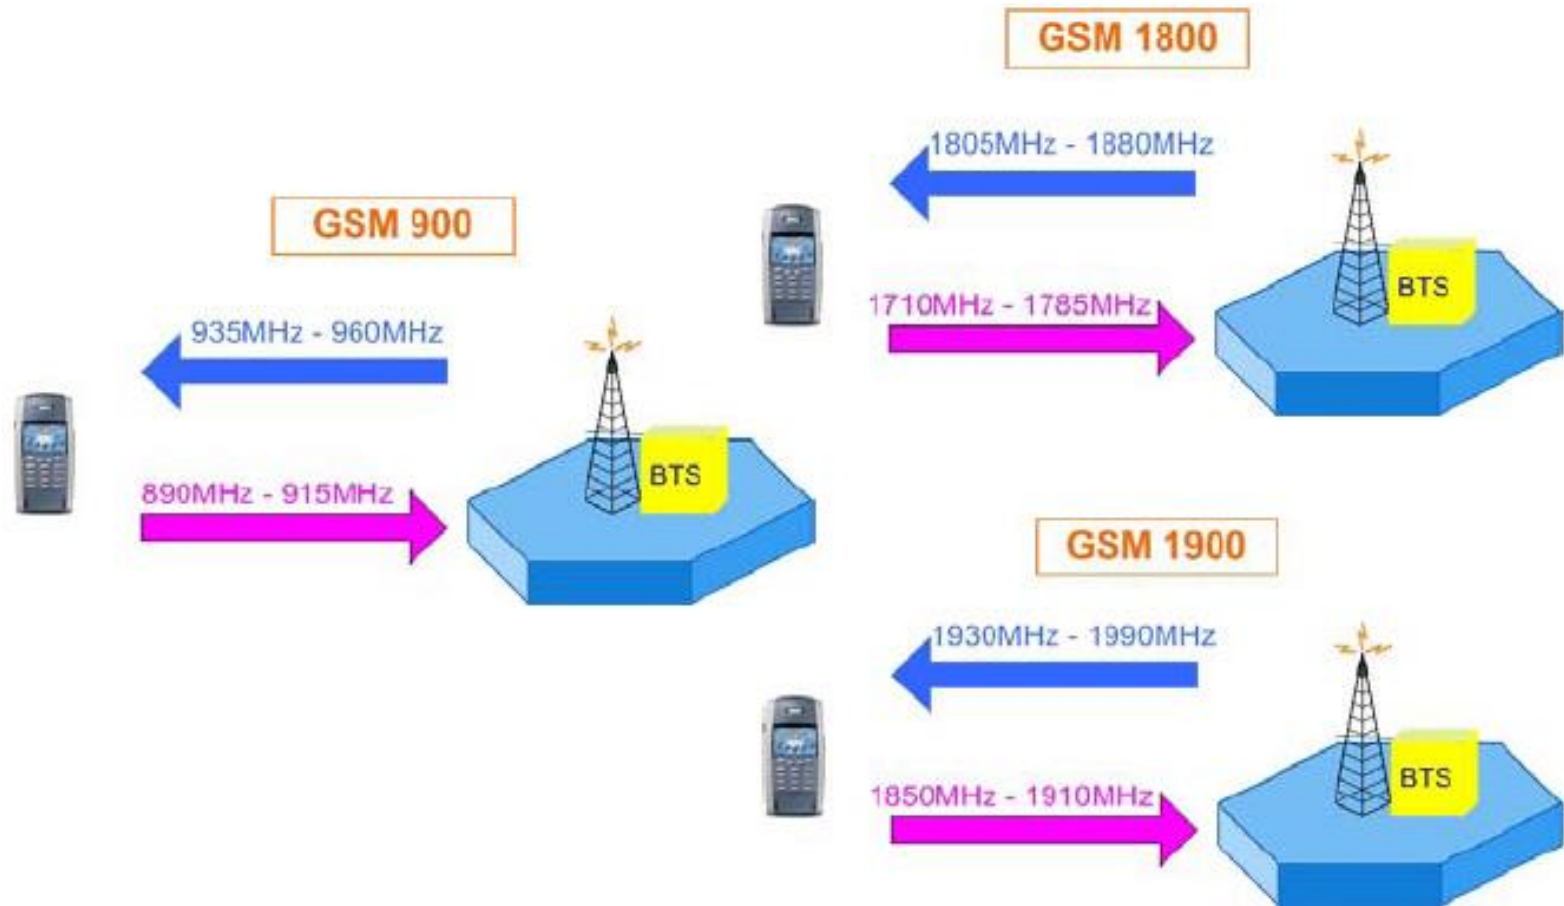 GSM 900
935MHz - 960MHz
890MHz - 915MHz
BTS
GSM 1800
1805MHz - 1880MHz
1710MHz - 1785MHz
BTS
GSM 1900
1930MHz - 1990MHz
1850MHz - 1910MHz
BTS